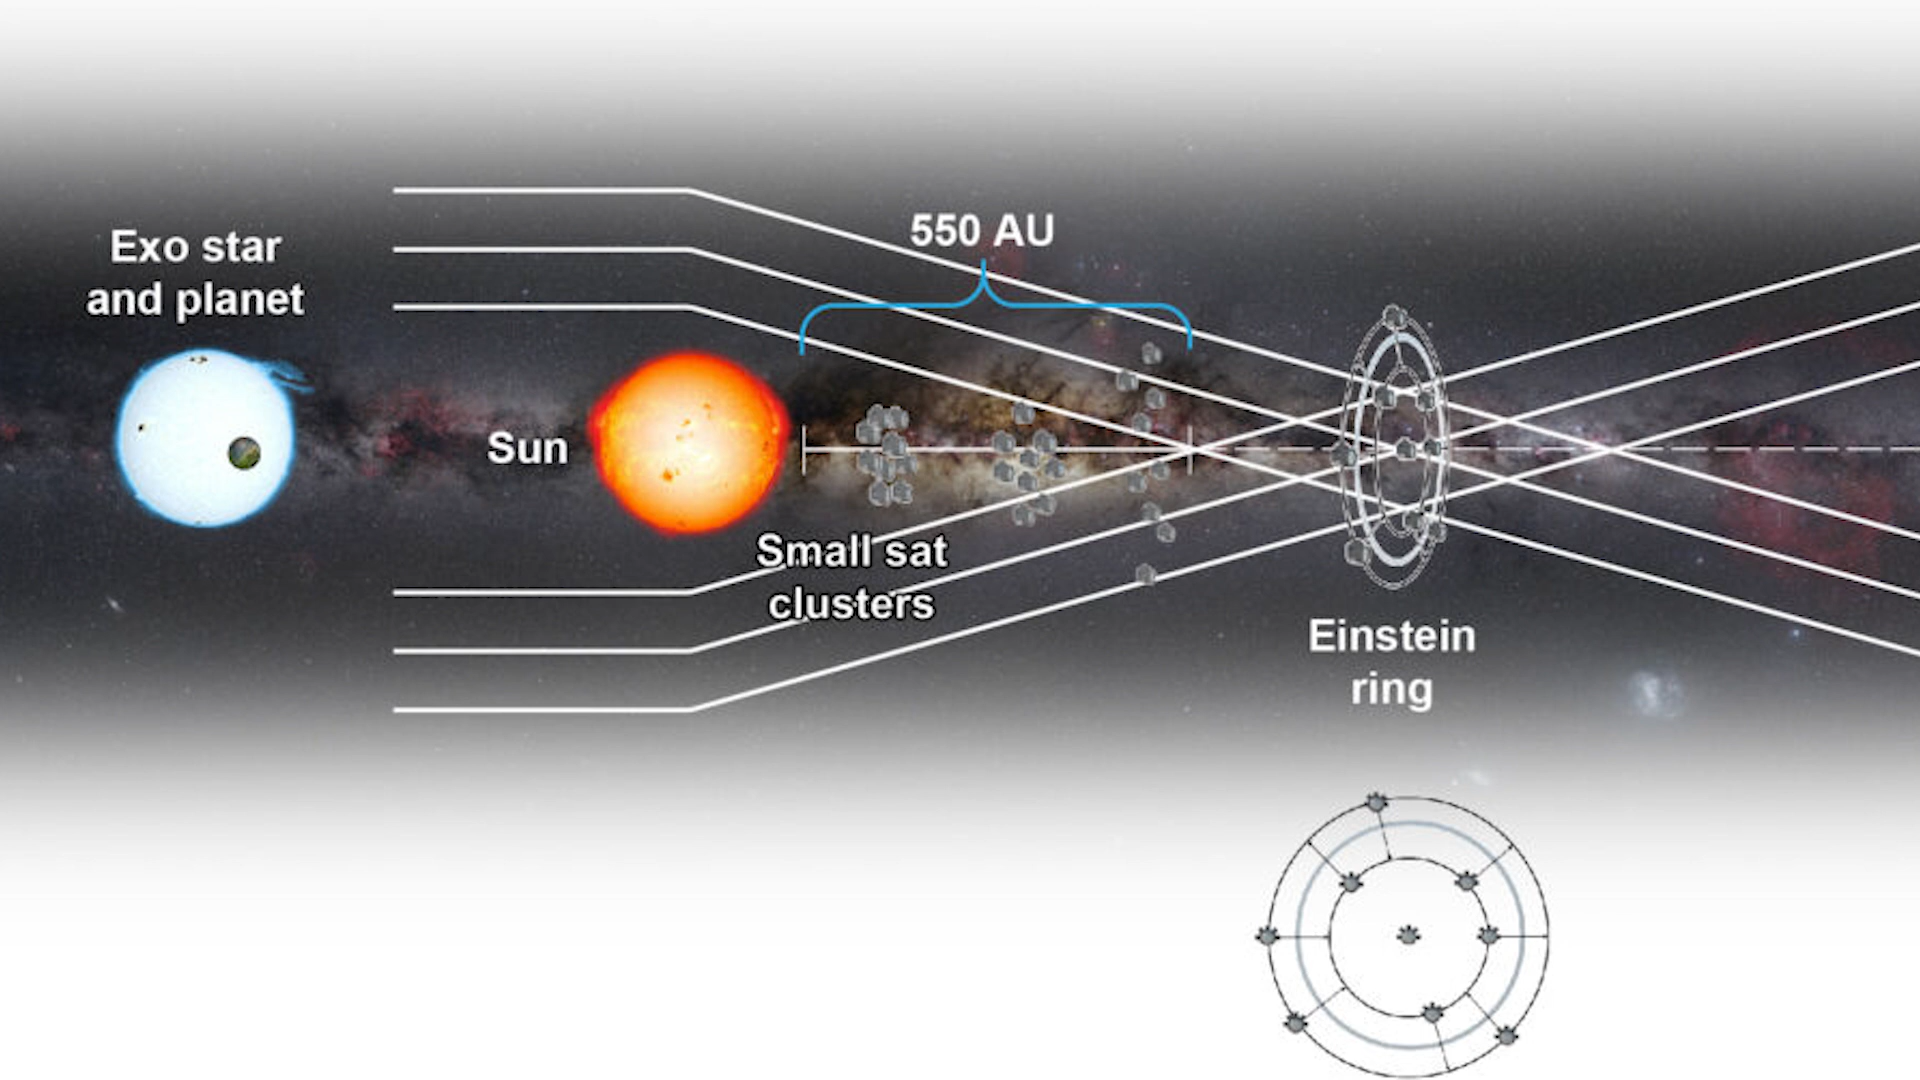 550 AU
Exo star
and planet
Sun
Small sat
clusters
Einstein
ring